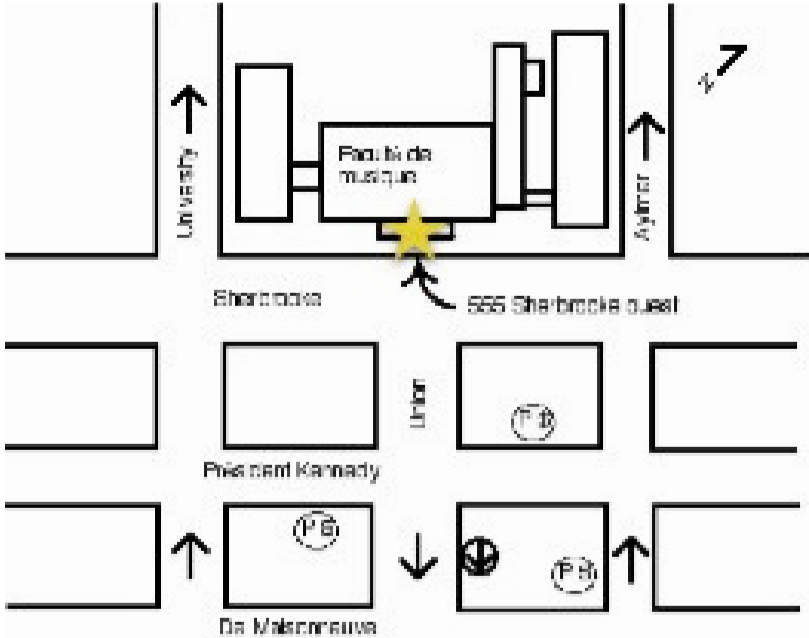 N
Faculté de
musique
University
Aylmer
Sherbrooke
555 Sherbrooke ouest
Union
Président Kennedy
De Maisonneuve